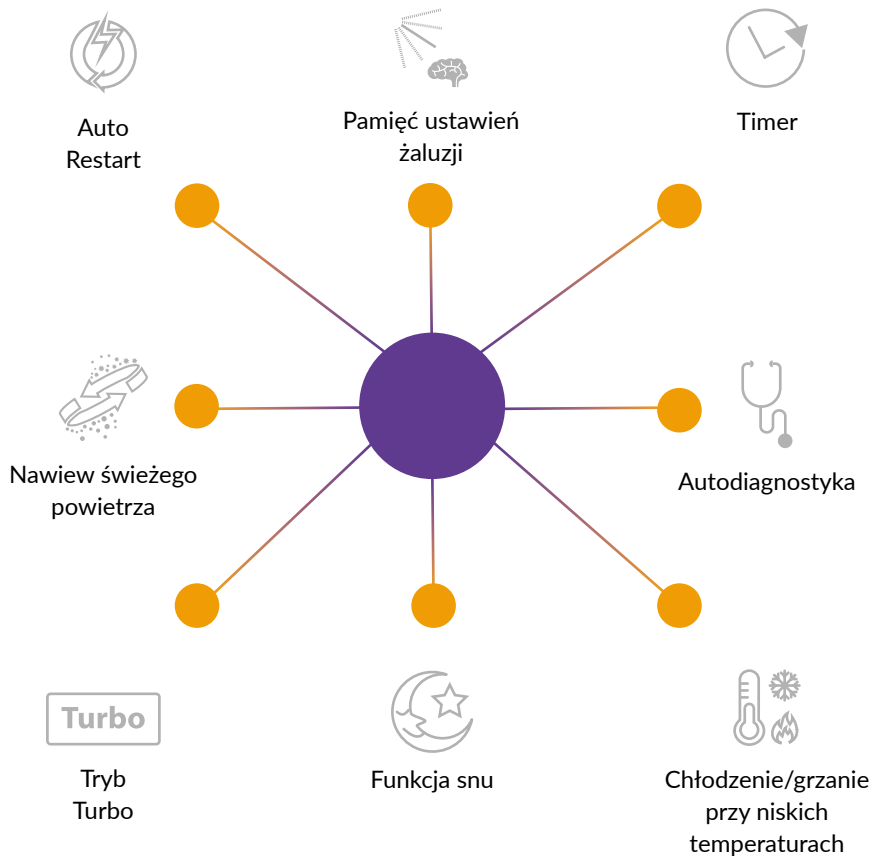 Auto
Restart
Pamięć ustawień
żaluzji
Timer
Nawiew świeżego
powietrza
Autodiagnostyka
Turbo
Tryb
Turbo
Funkcja snu
Chłodzenie/grzanie
przy niskich
temperaturach